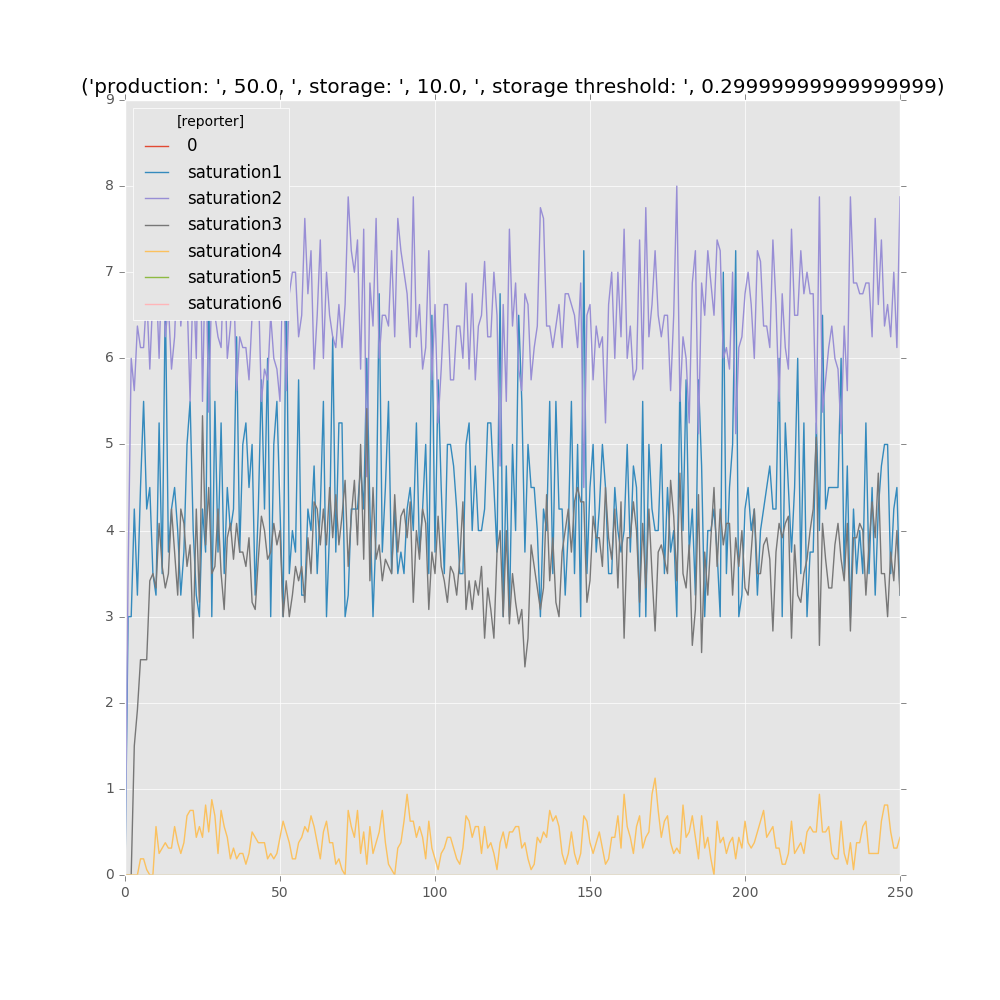 ('production: ', 50.0, ', storage: ', 10.0, ', storage threshold: ', 0.29999999999999999)
9
8
7
6
5
4
3
2
1
0
[reporter]
0
saturation1
saturation2
saturation3
saturation4
saturation5
saturation6
0 50 100 150 200 250